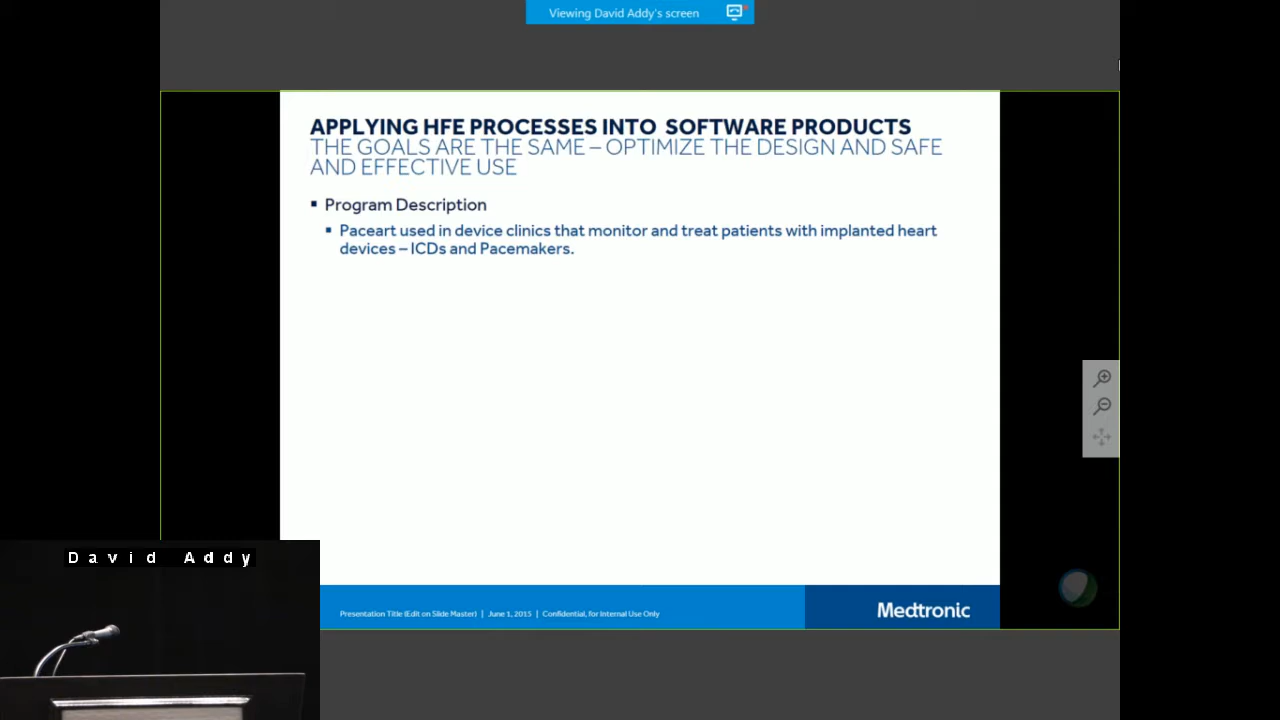 Viewing David Addy's screen
APPLYING HFE PROCESSES INTO SOFTWARE PRODUCTS
THE GOALS ARE THE SAME – OPTIMIZE THE DESIGN AND SAFE
AND EFFECTIVE USE
▪ Program Description
▪ Paceart used in device clinics that monitor and treat patients with implanted heart
devices – ICDs and Pacemakers.
David Addy
Presentation Title (Edit on Slide Master) | June 1, 2015 | Confidential, for Internal Use Only
Medtronic